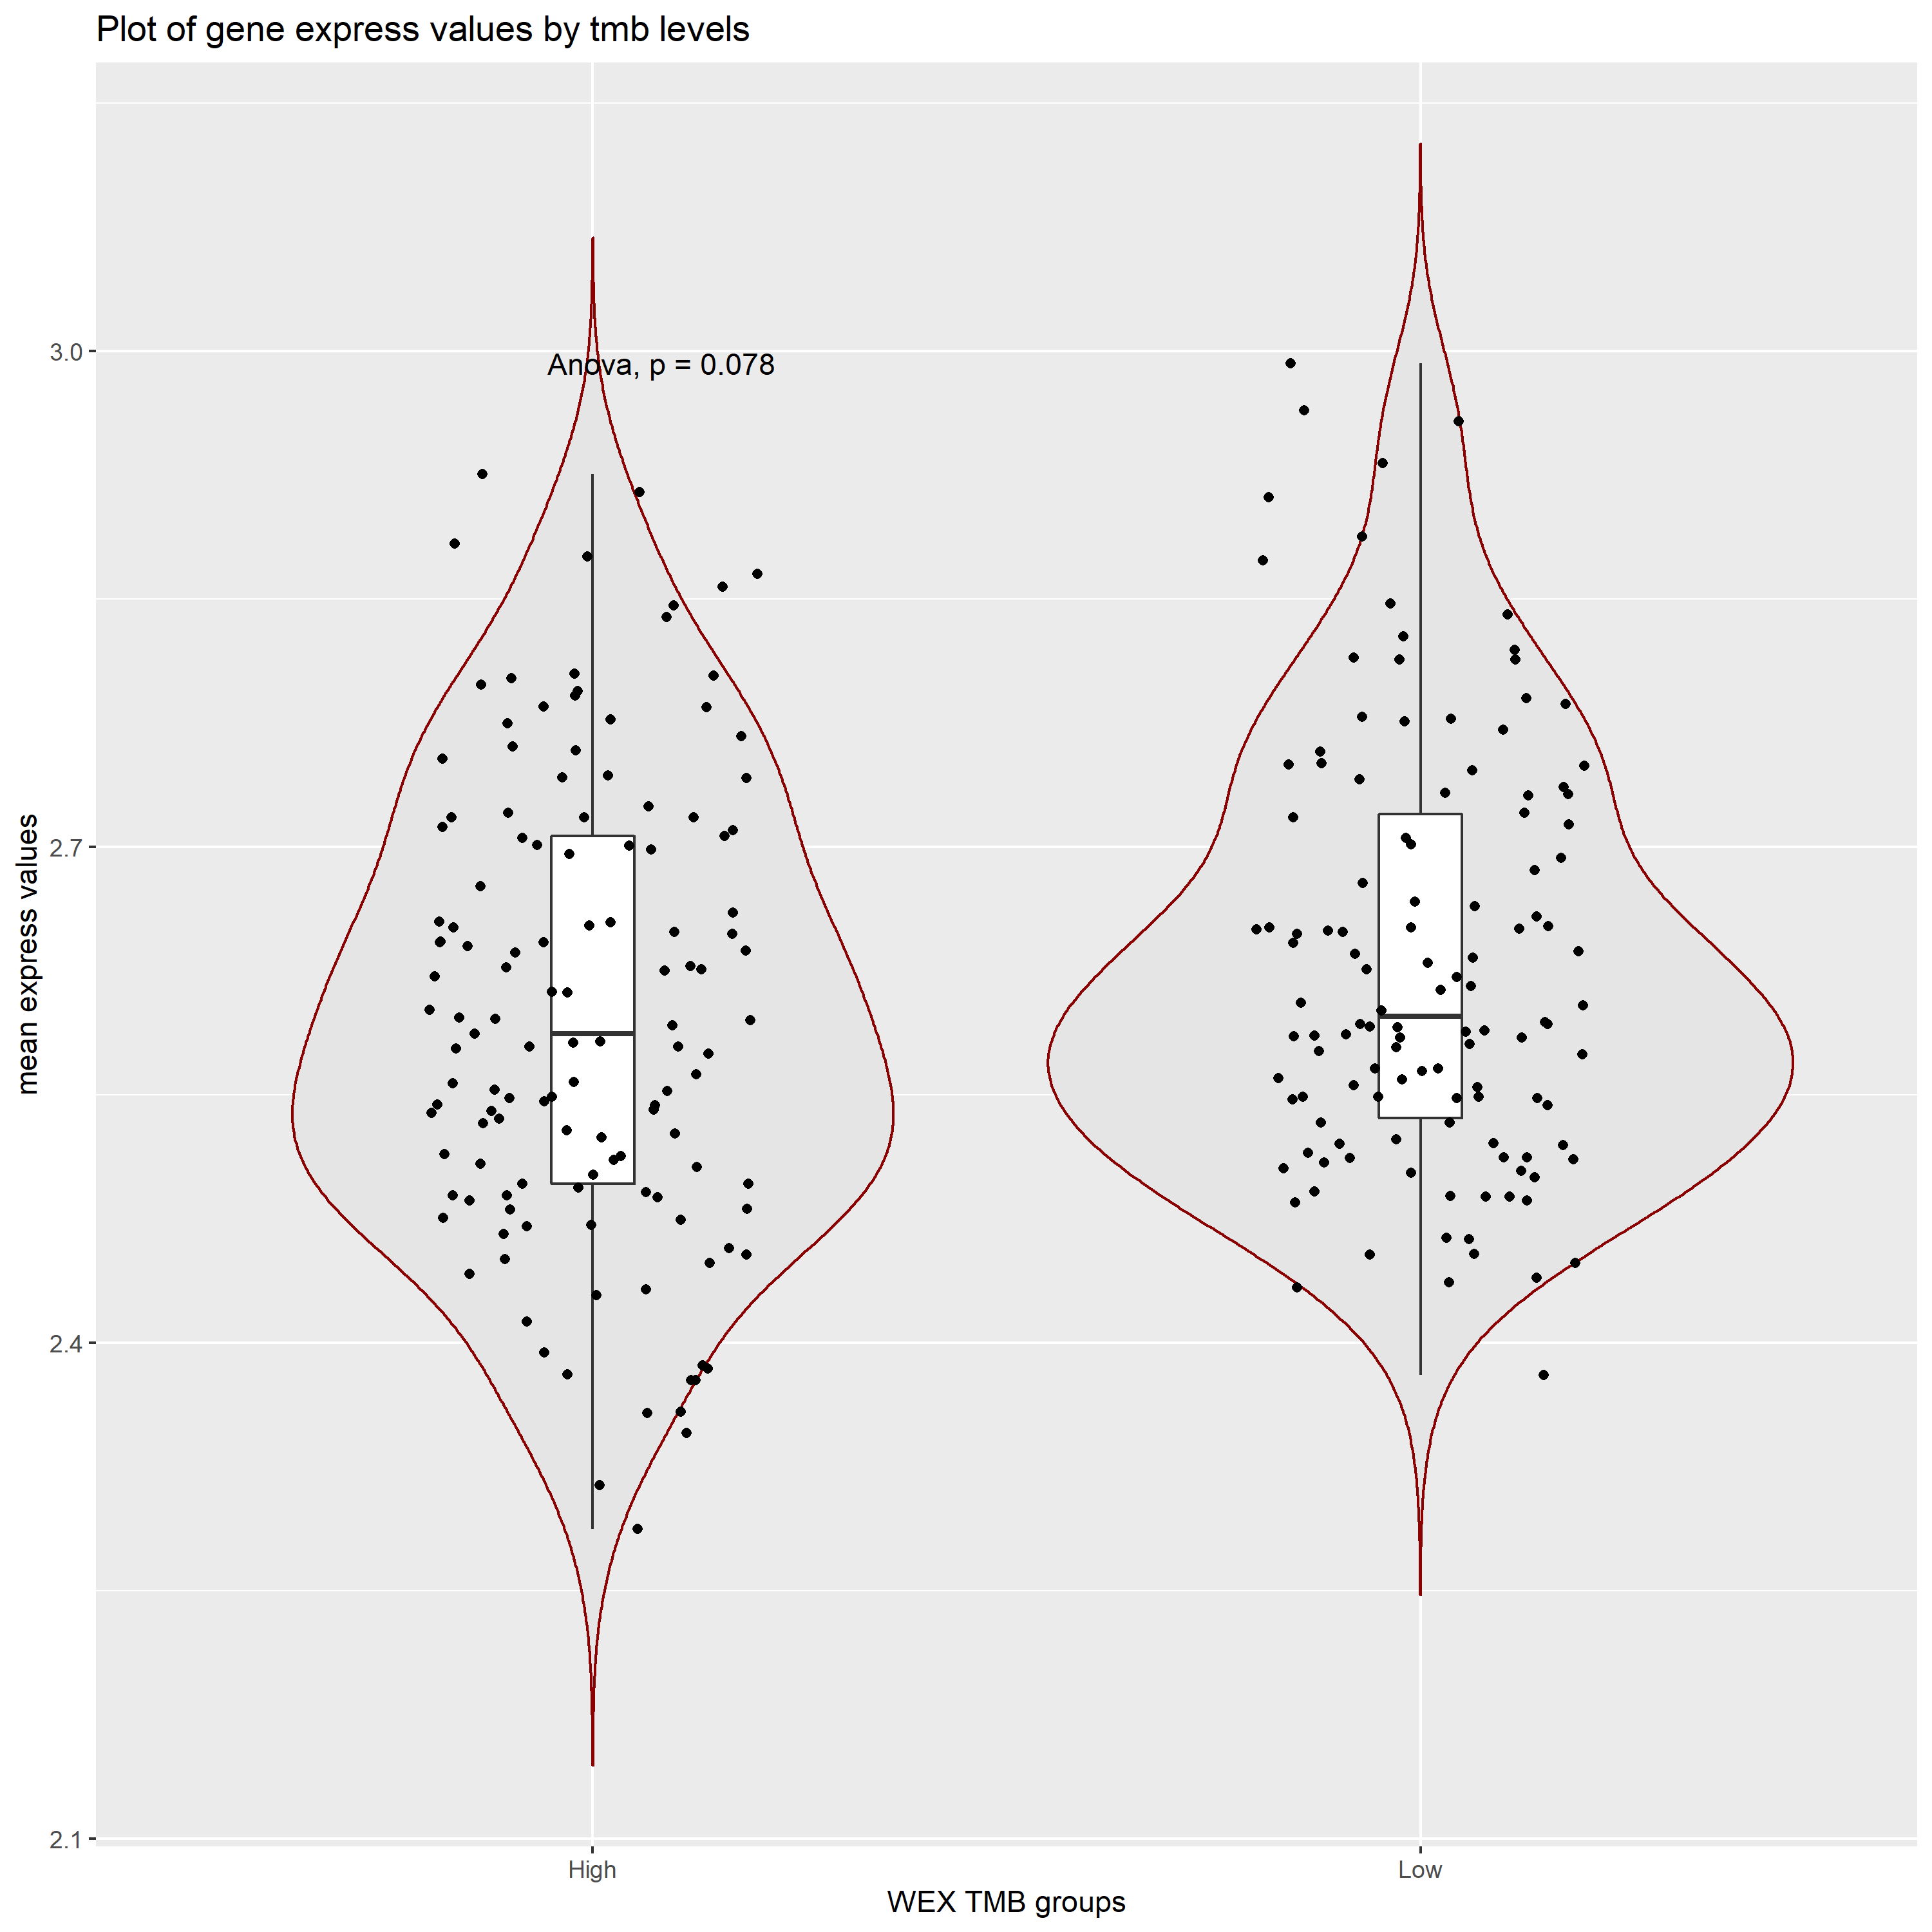 Plot of gene express values by tmb levels
Anova, p = 0.078
3.0
2.7
2.4
2.1
mean express values
High
Low
WEX TMB groups